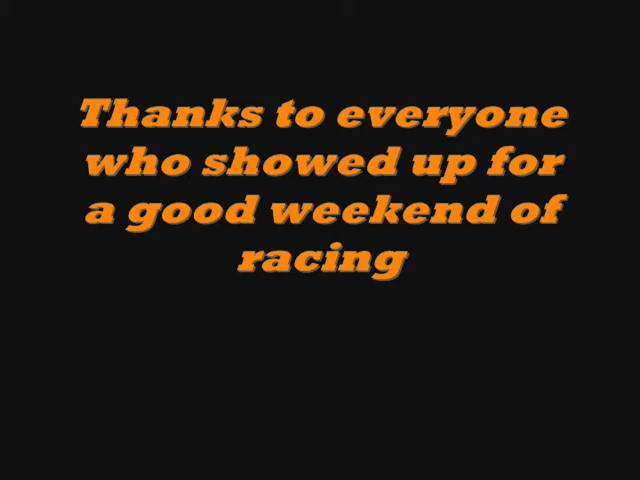 Thanks to everyone
who showed up for
a good weekend of
racing